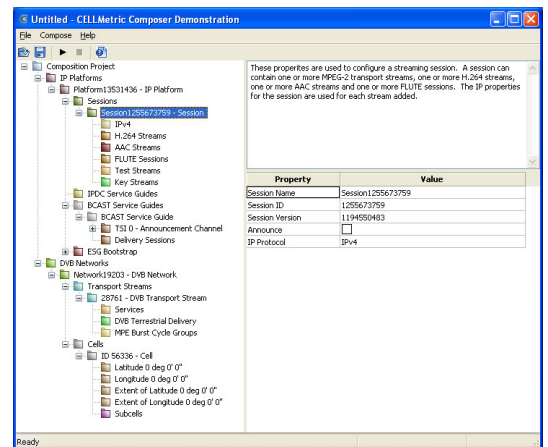 Untitled - CELLMetric Composer Demonstration
File Compose Help
Composition Project
IP Platforms
Platform13531436 - IP Platform
Sessions
Session1255673759 - Session
IPv4
H.264 Streams
AAC Streams
FLUTE Sessions
Test Streams
Key Streams
IPDC Service Guides
BCAST Service Guides
BCAST Service Guide
TSI 0 - Announcement Channel
Delivery Sessions
ESG Bootstrap
DVB Networks
Network19203 - DVB Network
Transport Streams
28761 - DVB Transport Stream
Services
DVB Terrestrial Delivery
MPE Burst Cycle Groups
Cells
ID 56336 - Cell
Latitude 0 deg 0' 0"
Longitude 0 deg 0' 0"
Extent of Latitude 0 deg 0' 0"
Extent of Longitude 0 deg 0' 0"
Subcells
These properites are used to configure a streaming session. A session can
contain one or more MPEG-2 transport streams, one or more H.264 streams,
one or more AAC streams and one or more FLUTE sessions. The IP properties
for the session are used for each stream added.
Property Value
Session Name Session1255673759
Session ID 1255673759
Session Version 1194550483
Announce
IP Protocol IPv4
Ready